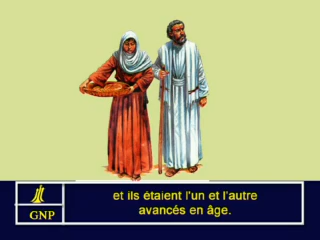 et ils étaient l'un et l'autre
avancés en âge.
GNP